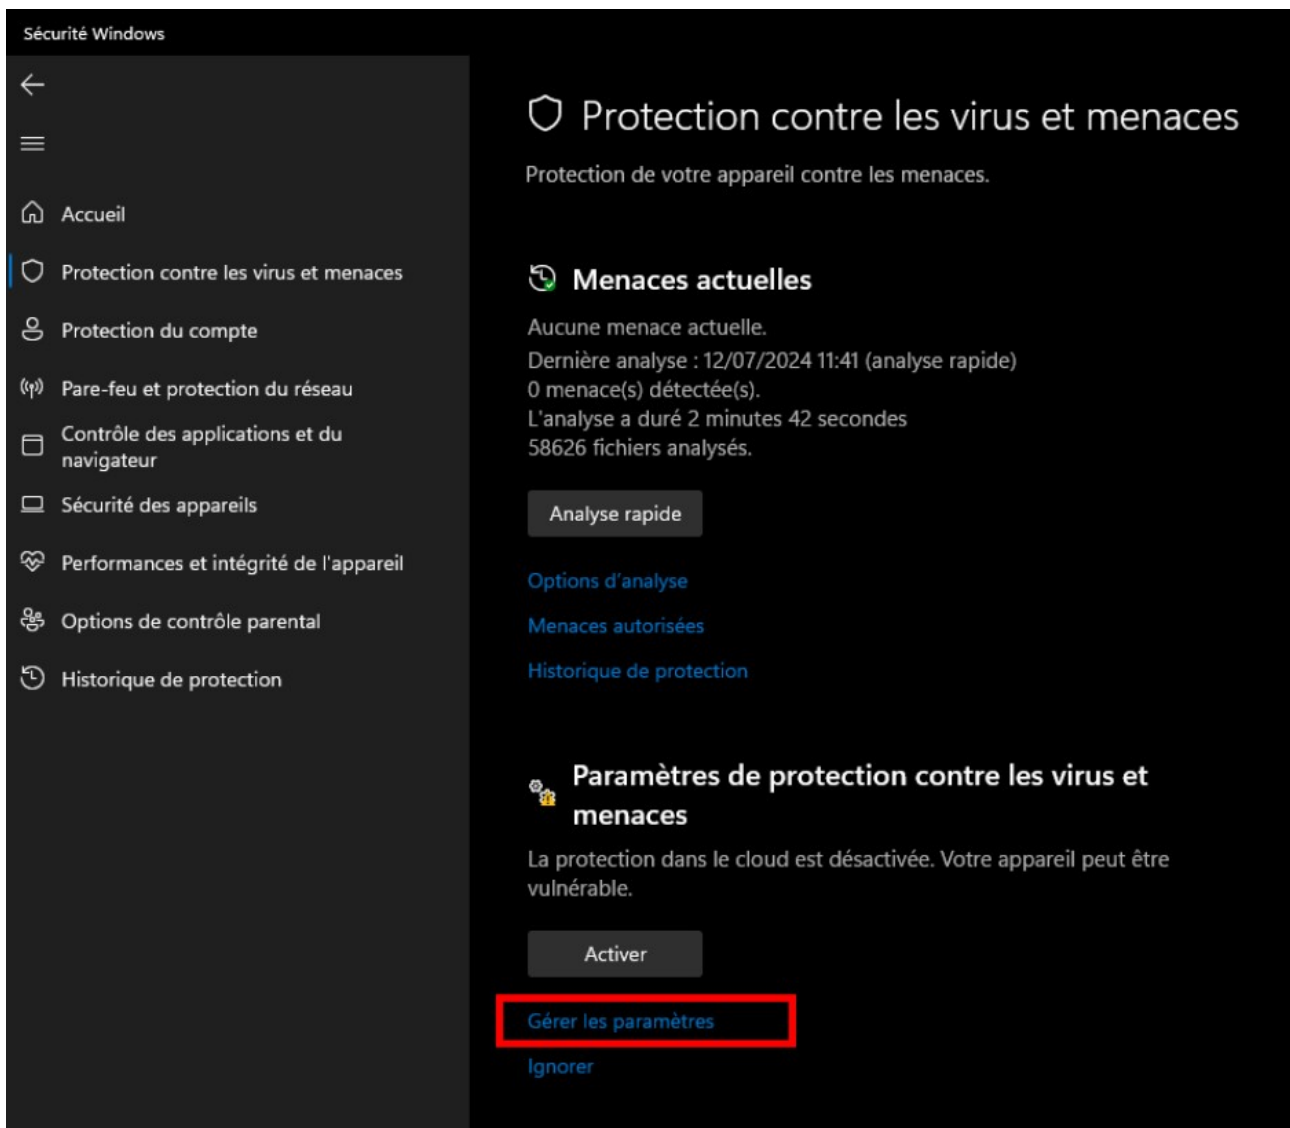 Sécurité Windows
Accueil
Protection contre les virus et menaces
Protection du compte
Pare-feu et protection du réseau
Contrôle des applications et du
navigateur
Sécurité des appareils
Performances et intégrité de l'appareil
Options de contrôle parental
Historique de protection
Protection contre les virus et menaces
Protection de votre appareil contre les menaces.
Menaces actuelles
Aucune menace actuelle.
Dernière analyse : 12/07/2024 11:41 (analyse rapide)
0 menace(s) détectée(s).
L'analyse a duré 2 minutes 42 secondes
58626 fichiers analysés.
Analyse rapide
Options d'analyse
Menaces autorisées
Historique de protection
Paramètres de protection contre les virus et
menaces
La protection dans le cloud est désactivée. Votre appareil peut être
vulnérable.
Activer
Gérer les paramètres
Ignorer